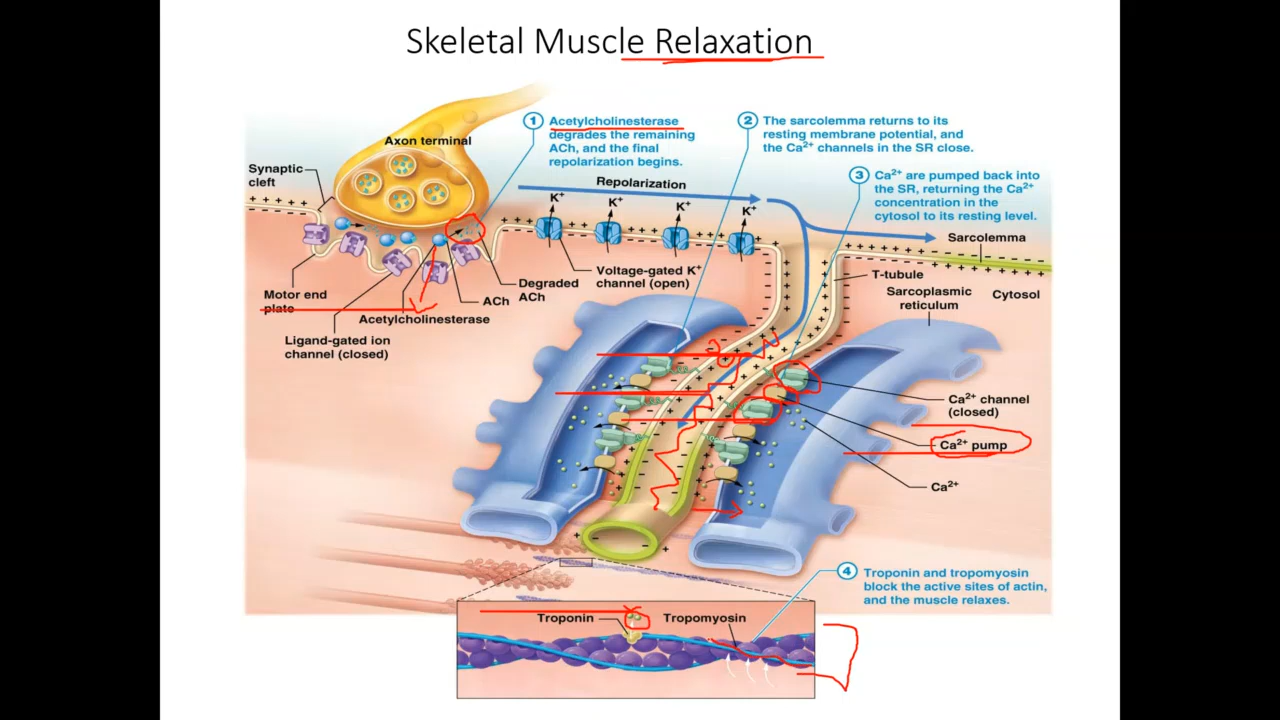 Skeletal Muscle Relaxation
1 Acetylcholinesterase
degrades the remaining
ACh, and the final
repolarization begins.
2 The sarcolemma returns to its
resting membrane potential, and
the Ca²⁺ channels in the SR close.
3 Ca²⁺ are pumped back into
the SR, returning the Ca²⁺
concentration in the
cytosol to its resting level.
Axon terminal
Synaptic
cleft
Repolarization
K⁺
K⁺
K⁺
K⁺
Sarcolemma
Voltage-gated K⁺
channel (open)
T-tubule
Degraded
ACh
Sarcoplasmic
reticulum
Cytosol
Motor end
plate
ACh
Acetylcholinesterase
Ligand-gated ion
channel (closed)
Ca²⁺ channel
(closed)
Ca²⁺ pump
Ca²⁺
4 Troponin and tropomyosin
block the active sites of actin,
and the muscle relaxes.
Troponin
Tropomyosin